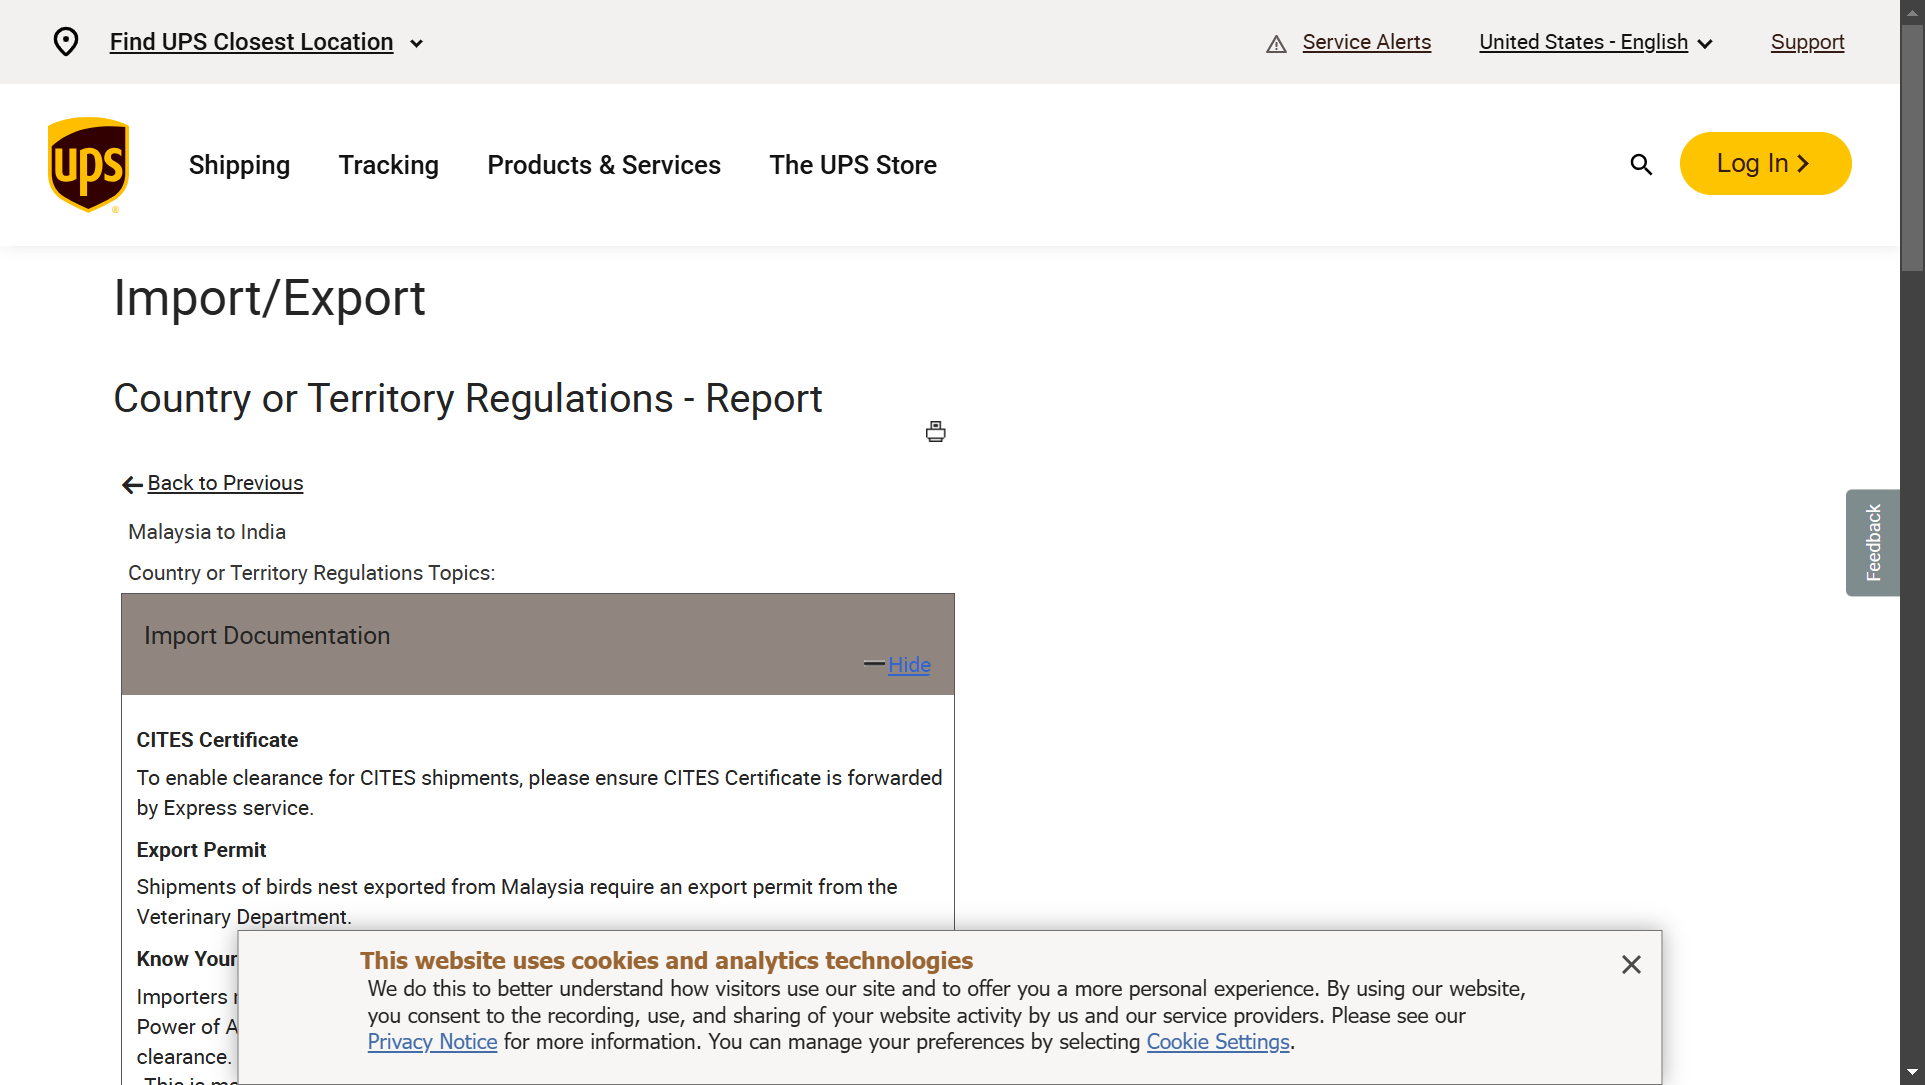 Find UPS Closest Location
Service Alerts
United States - English
Support
ups
Shipping
Tracking
Products & Services
The UPS Store
Log In
Import/Export
Country or Territory Regulations - Report
Back to Previous
Malaysia to India
Country or Territory Regulations Topics:
Feedback
Import Documentation
Hide
CITES Certificate
To enable clearance for CITES shipments, please ensure CITES Certificate is forwarded
by Express service.
Export Permit
Shipments of birds nest exported from Malaysia require an export permit from the
Veterinary Department.
Know Your
Importers
Power of A
clearance.
This is
This website uses cookies and analytics technologies
We do this to better understand how visitors use our site and to offer you a more personal experience. By using our website,
you consent to the recording, use, and sharing of your website activity by us and our service providers. Please see our
Privacy Notice for more information. You can manage your preferences by selecting Cookie Settings.